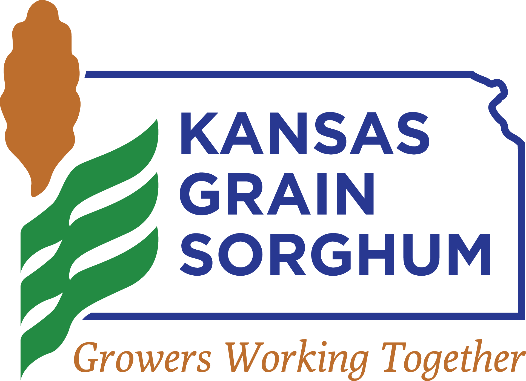 KANSAS
GRAIN
SORGHUM
Growers Working Together